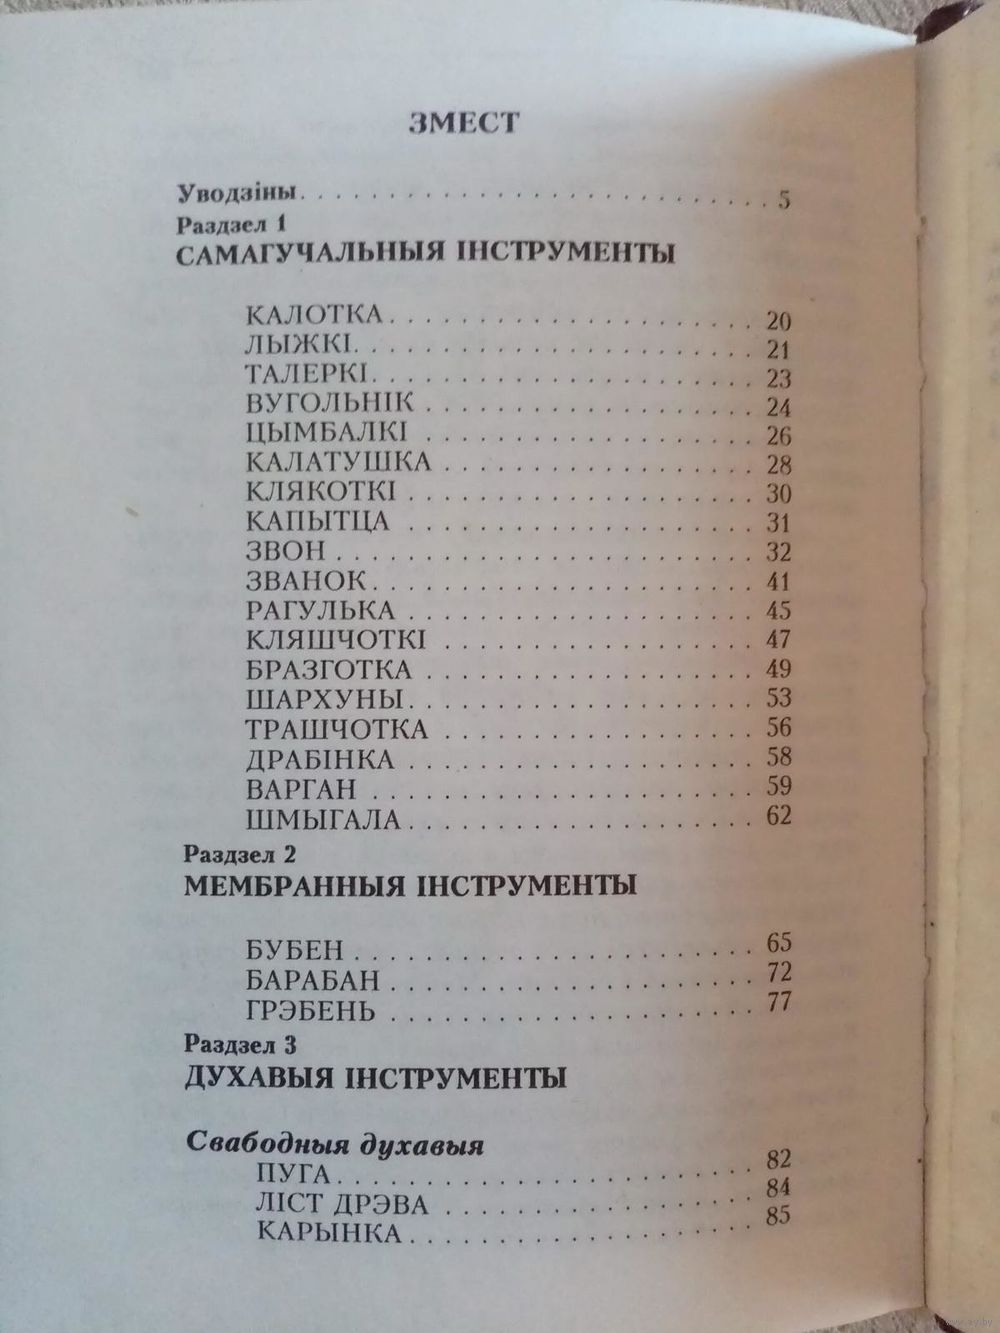 ЗМЕСТ
Уводзіны. . . . . . . . . . . . . . . . . . . . . . . . . . . . 5
Раздзел 1
САМАГУЧАЛЬНЫЯ ІНСТРУМЕНТЫ
КАЛОТКА. . . . . . . . . . . . . . . . . . . . . 20
ЛЫЖКІ. . . . . . . . . . . . . . . . . . . . . . . 21
ТАЛЕРКІ. . . . . . . . . . . . . . . . . . . . . . 23
ВУГОЛЬНІК . . . . . . . . . . . . . . . . . . . 24
ЦЫМБАЛКІ . . . . . . . . . . . . . . . . . . . 26
КАЛАТУШКА . . . . . . . . . . . . . . . . . . 28
КЛЯКОТКІ . . . . . . . . . . . . . . . . . . . . 30
КАПЫТЦА . . . . . . . . . . . . . . . . . . . . 31
ЗВОН . . . . . . . . . . . . . . . . . . . . . . . . 32
ЗВАНОК. . . . . . . . . . . . . . . . . . . . . . 41
РАГУЛЬКА . . . . . . . . . . . . . . . . . . . . 45
КЛЯШЧОТКІ . . . . . . . . . . . . . . . . . . 47
БРАЗГОТКА . . . . . . . . . . . . . . . . . . . 49
ШАРХУНЫ. . . . . . . . . . . . . . . . . . . . 53
ТРАШЧОТКА . . . . . . . . . . . . . . . . . . 56
ДРАБІНКА . . . . . . . . . . . . . . . . . . . . 58
ВАРГАН . . . . . . . . . . . . . . . . . . . . . . 59
ШМЫГАЛА. . . . . . . . . . . . . . . . . . . . 62
Раздзел 2
МЕМБРАННЫЯ ІНСТРУМЕНТЫ
БУБЕН . . . . . . . . . . . . . . . . . . . . . . . 65
БАРАБАН . . . . . . . . . . . . . . . . . . . . . 72
ГРЭБЕНЬ . . . . . . . . . . . . . . . . . . . . . 77
Раздзел 3
ДУХАВЫЯ ІНСТРУМЕНТЫ
Свабодныя духавыя
ПУГА. . . . . . . . . . . . . . . . . . . . . . . . 82
ЛІСТ ДРЭВА . . . . . . . . . . . . . . . . . . 84
КАРЫНКА. . . . . . . . . . . . . . . . . . . . 85